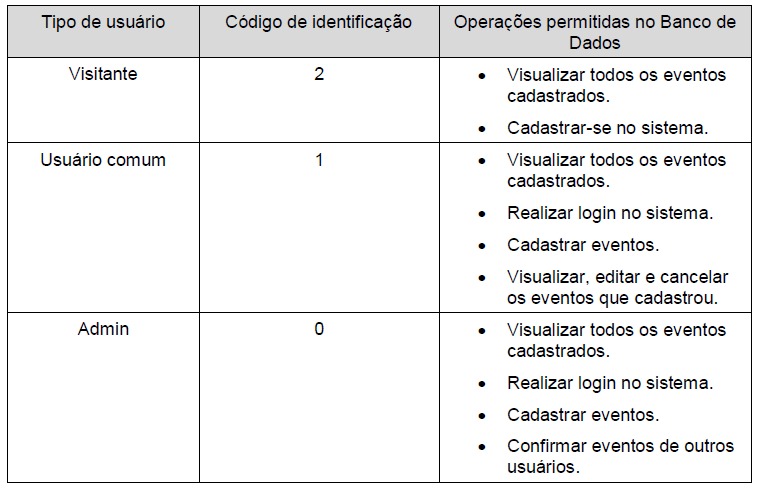 Tipo de usuário
Código de identificação
Operações permitidas no Banco de
Dados
Visitante
2
• Visualizar todos os eventos
cadastrados.
• Cadastrar-se no sistema.
Usuário comum
1
• Visualizar todos os eventos
cadastrados.
• Realizar login no sistema.
• Cadastrar eventos.
• Visualizar, editar e cancelar
os eventos que cadastrou.
Admin
0
• Visualizar todos os eventos
cadastrados.
• Realizar login no sistema.
• Cadastrar eventos.
• Confirmar eventos de outros
usuários.